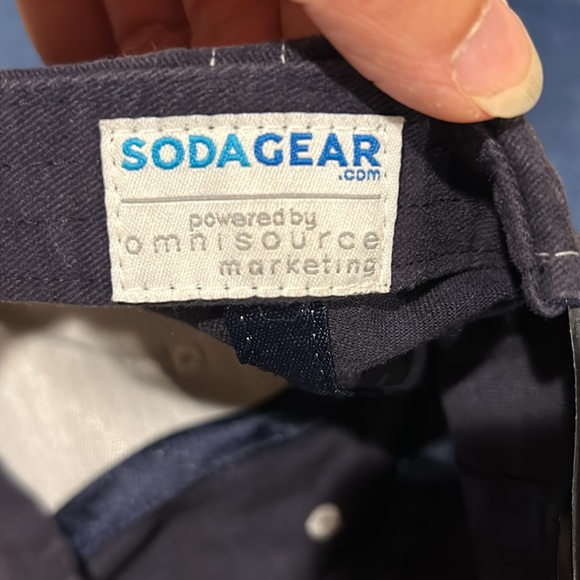 SODAGEAR
.com
powered by
omnisource
marketing